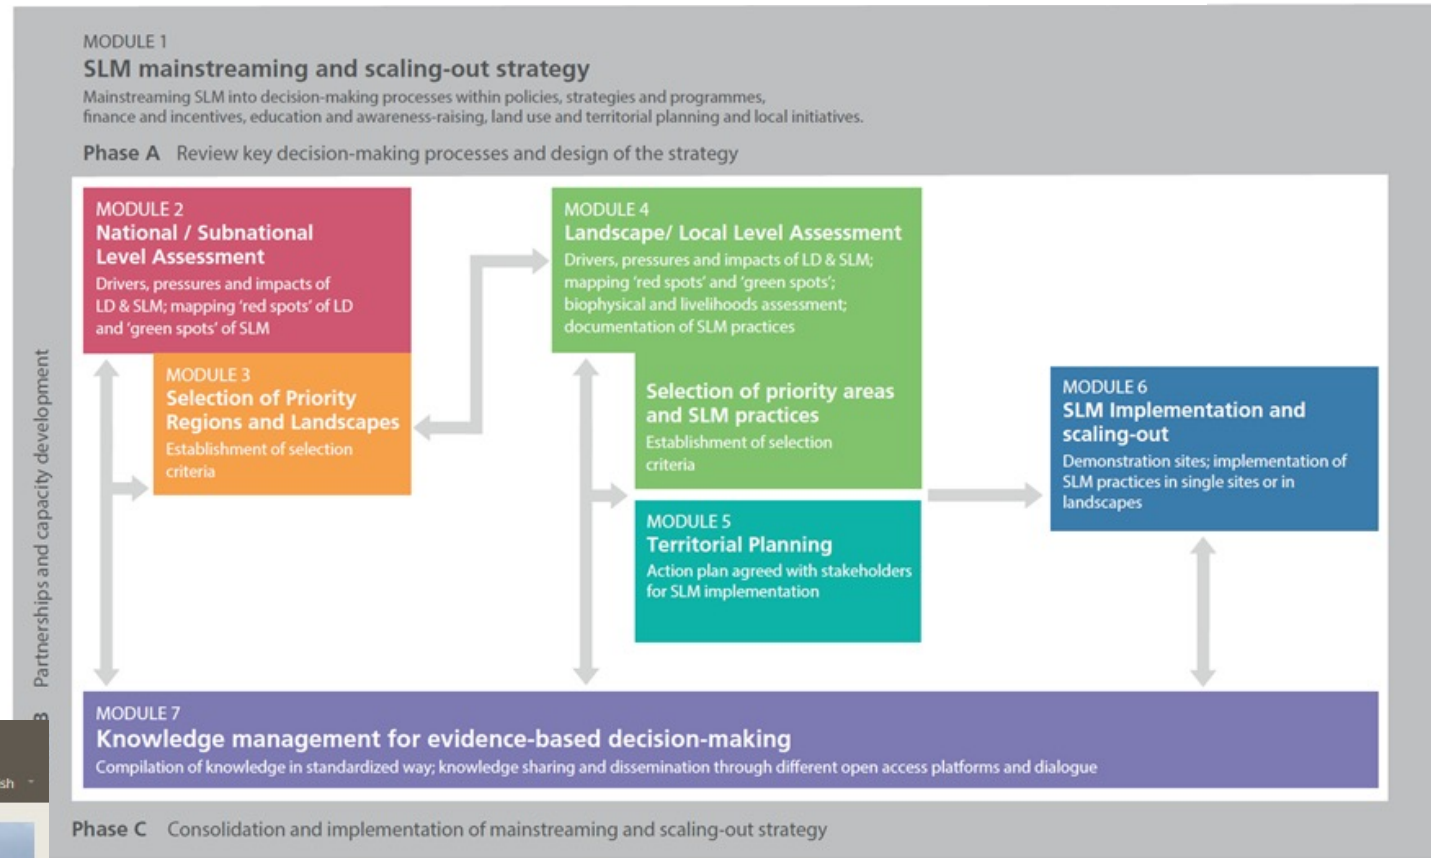 MODULE 1
SLM mainstreaming and scaling-out strategy
Mainstreaming SLM into decision-making processes within policies, strategies and programmes,
finance and incentives, education and awareness-raising, land use and territorial planning and local initiatives.
Phase A Review key decision-making processes and design of the strategy
MODULE 2
National / Subnational
Level Assessment
Drivers, pressures and impacts of
LD & SLM; mapping ‘red spots’ of LD
and ‘green spots’ of SLM
MODULE 3
Selection of Priority
Regions and Landscapes
Establishment of selection
criteria
MODULE 4
Landscape/ Local Level Assessment
Drivers, pressures and impacts of LD & SLM;
mapping ‘red spots’ and ‘green spots’;
biophysical and livelihoods assessment;
documentation of SLM practices
Selection of priority areas
and SLM practices
Establishment of selection
criteria
MODULE 5
Territorial Planning
Action plan agreed with stakeholders
for SLM implementation
MODULE 6
SLM Implementation and
scaling-out
Demonstration sites; implementation of
SLM practices in single sites or in
landscapes
MODULE 7
Knowledge management for evidence-based decision-making
Compilation of knowledge in standardized way; knowledge sharing and dissemination through different open access platforms and dialogue
Partnerships and capacity development
Phase C Consolidation and implementation of mainstreaming and scaling-out strategy